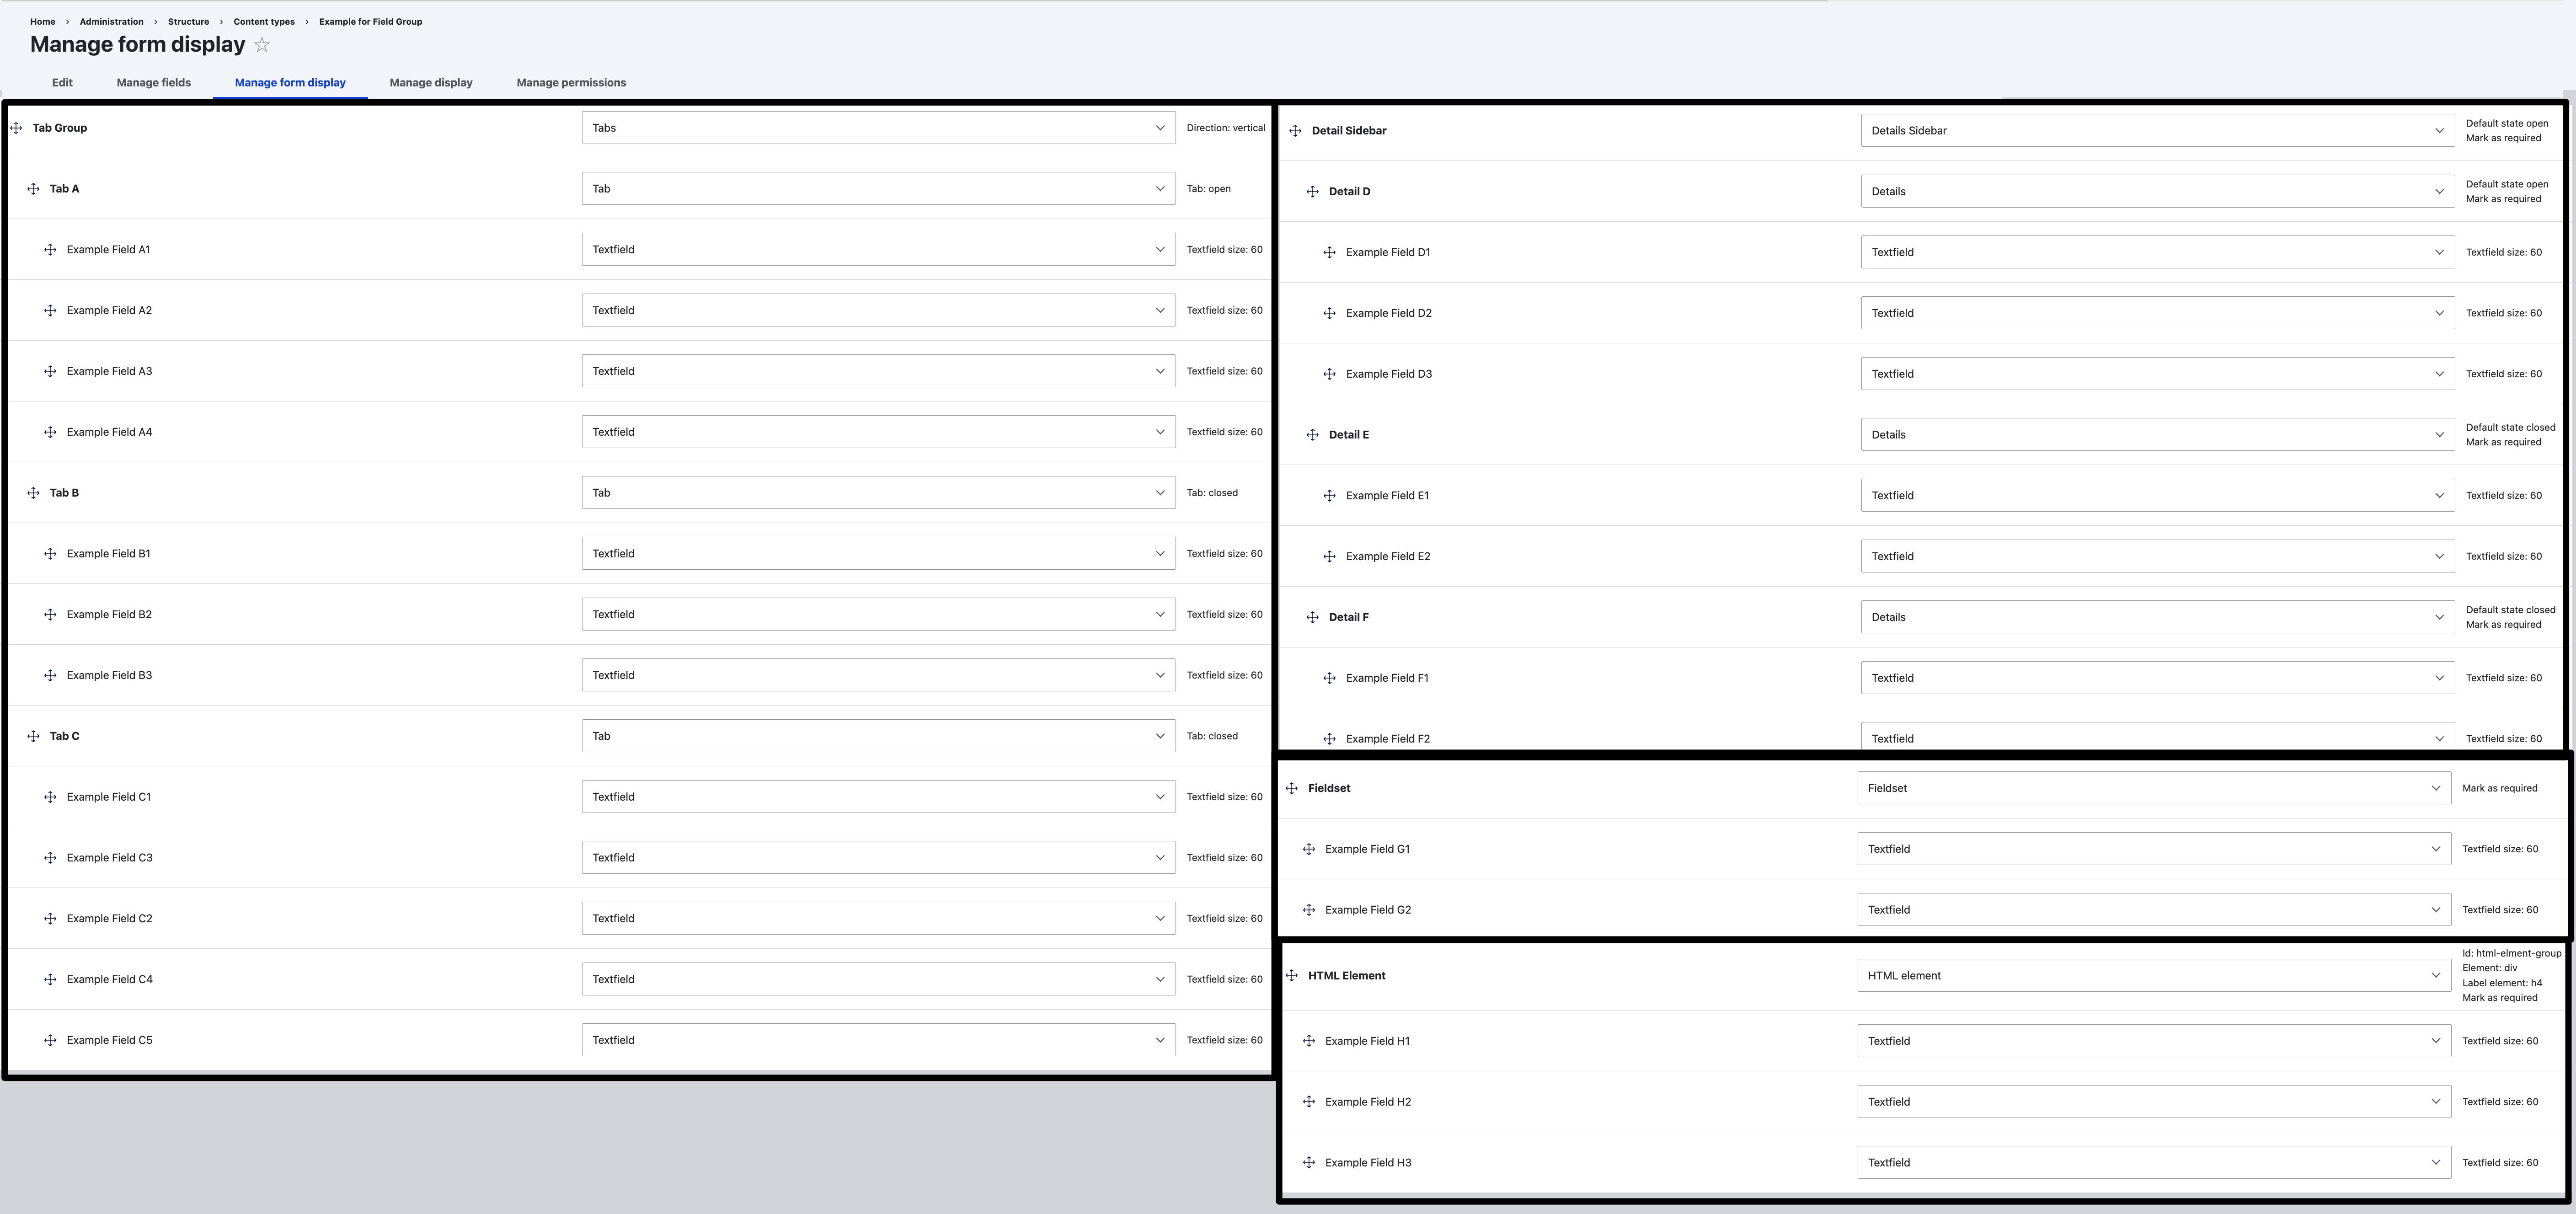 Home › Administration › Structure › Content types › Example for Field Group
Manage form display
Edit Manage fields Manage form display Manage display Manage permissions
Tab Group Tabs Direction: vertical
Tab A Tab Tab: open
Example Field A1 Textfield Textfield size: 60
Example Field A2 Textfield Textfield size: 60
Example Field A3 Textfield Textfield size: 60
Example Field A4 Textfield Textfield size: 60
Tab B Tab Tab: closed
Example Field B1 Textfield Textfield size: 60
Example Field B2 Textfield Textfield size: 60
Example Field B3 Textfield Textfield size: 60
Tab C Tab Tab: closed
Example Field C1 Textfield Textfield size: 60
Example Field C3 Textfield Textfield size: 60
Example Field C2 Textfield Textfield size: 60
Example Field C4 Textfield Textfield size: 60
Example Field C5 Textfield Textfield size: 60
Detail Sidebar Details Sidebar Default state open
Mark as required
Detail D Details Default state open
Mark as required
Example Field D1 Textfield Textfield size: 60
Example Field D2 Textfield Textfield size: 60
Example Field D3 Textfield Textfield size: 60
Detail E Details Default state closed
Mark as required
Example Field E1 Textfield Textfield size: 60
Example Field E2 Textfield Textfield size: 60
Detail F Details Default state closed
Mark as required
Example Field F1 Textfield Textfield size: 60
Example Field F2 Textfield Textfield size: 60
Fieldset Fieldset Mark as required
Example Field G1 Textfield Textfield size: 60
Example Field G2 Textfield Textfield size: 60
HTML Element HTML element Id: html-elment-group
Element: div
Label element: h4
Mark as required
Example Field H1 Textfield Textfield size: 60
Example Field H2 Textfield Textfield size: 60
Example Field H3 Textfield Textfield size: 60